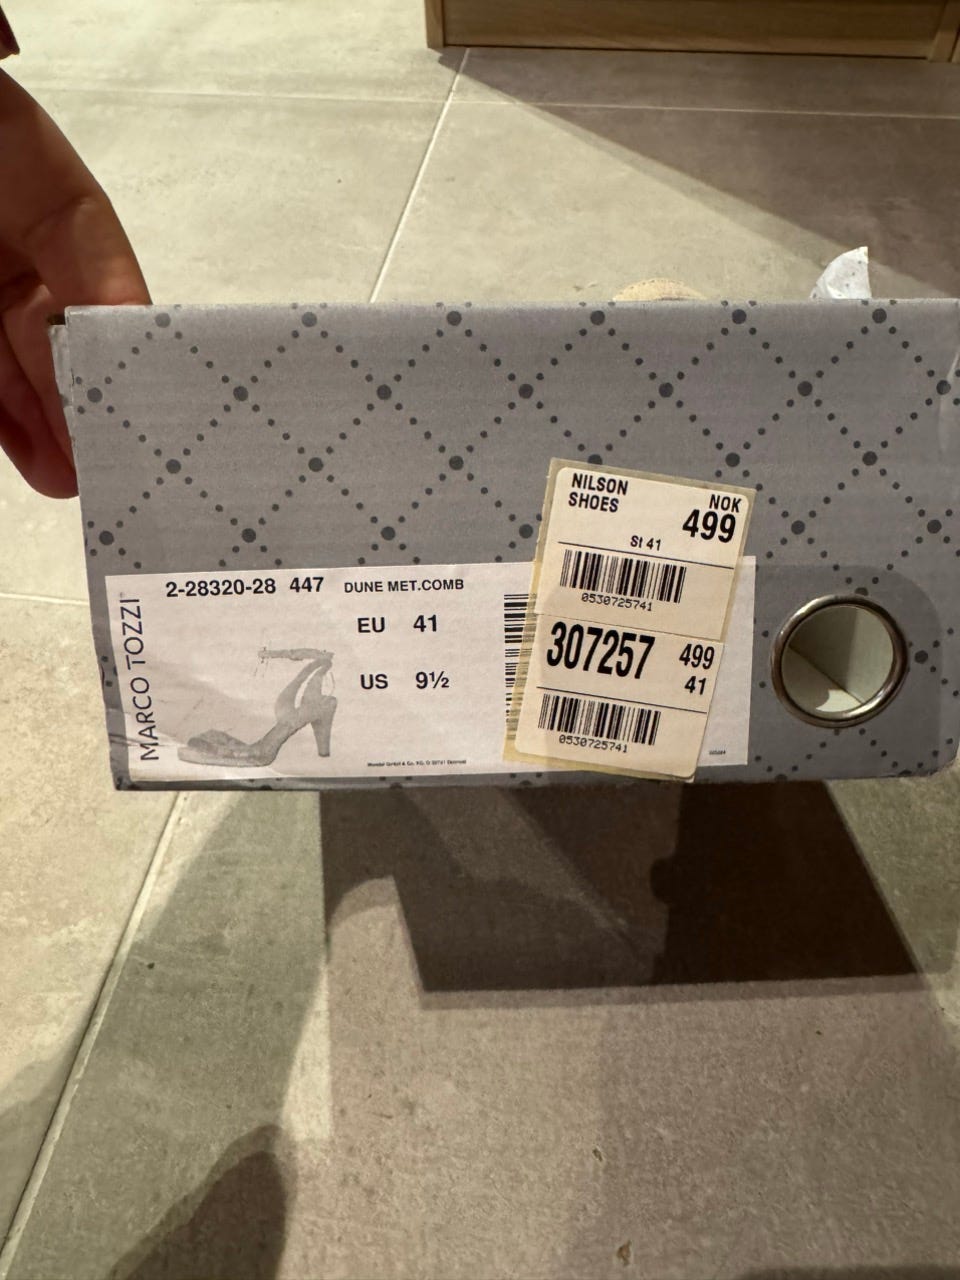 NILSON
SHOES
NOK
499
St 41
0530725741
307257
499
41
0530725741
2-28320-28 447 DUNE MET.COMB
EU 41
US 9½
MARCO TOZZI